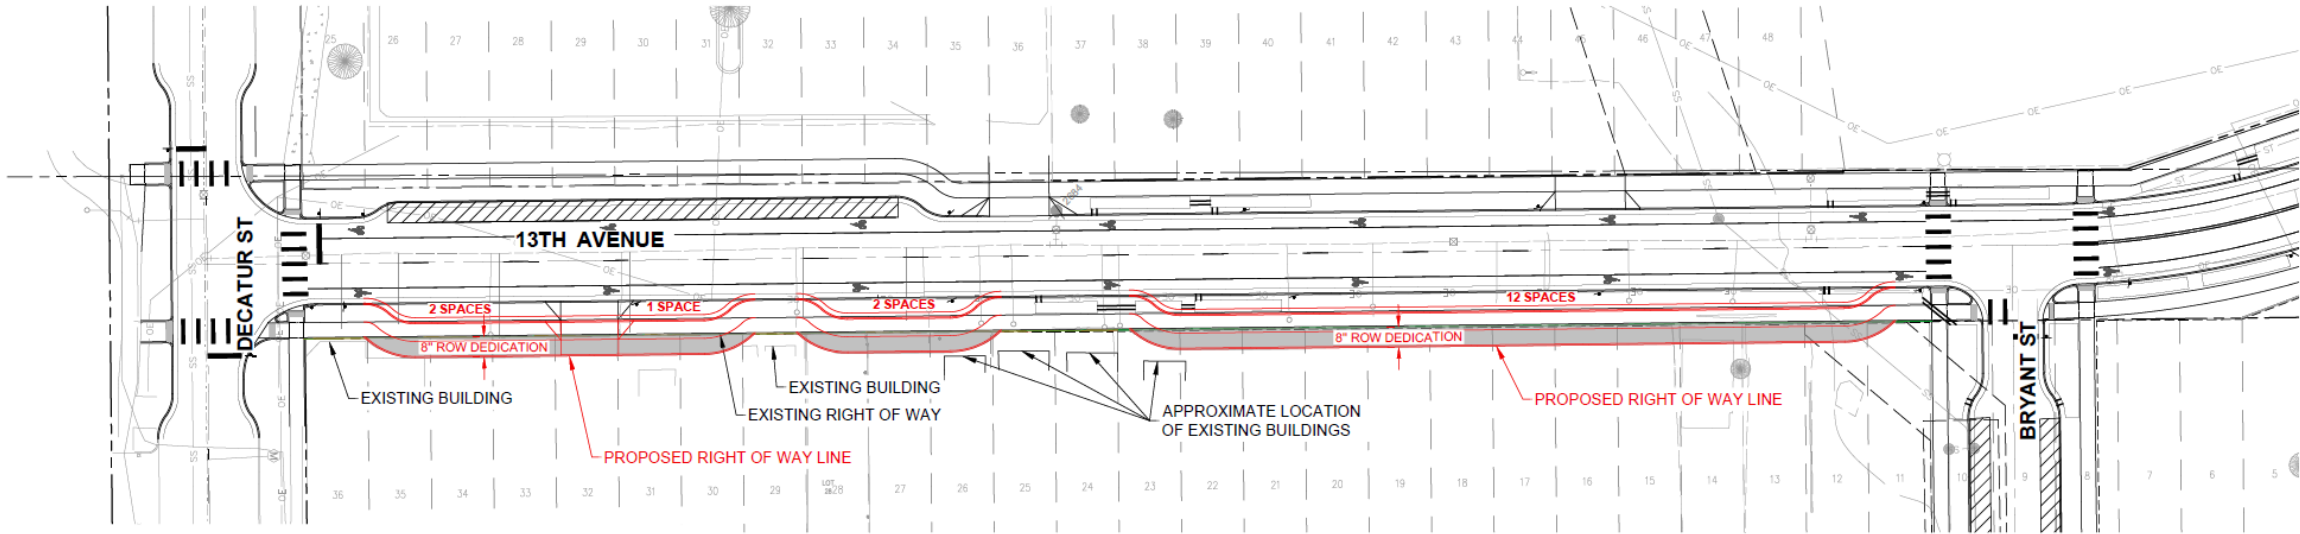 25 26 27 28 29 30 31 32 33 34 35 36 37 38 39 40 41 42 43 44 45 46 47 48
DECATUR ST
13TH AVENUE
2884
2 SPACES
1 SPACE
2 SPACES
12 SPACES
8" ROW DEDICATION
8" ROW DEDICATION
EXISTING BUILDING
EXISTING BUILDING
EXISTING RIGHT OF WAY
APPROXIMATE LOCATION
OF EXISTING BUILDINGS
PROPOSED RIGHT OF WAY LINE
PROPOSED RIGHT OF WAY LINE
BRYANT ST
36 35 34 33 32 31 30 29 28 27 26 25 24 23 22 21 20 19 18 17 16 15 14 13 12 11 10 9 8 7 6 5
LOT